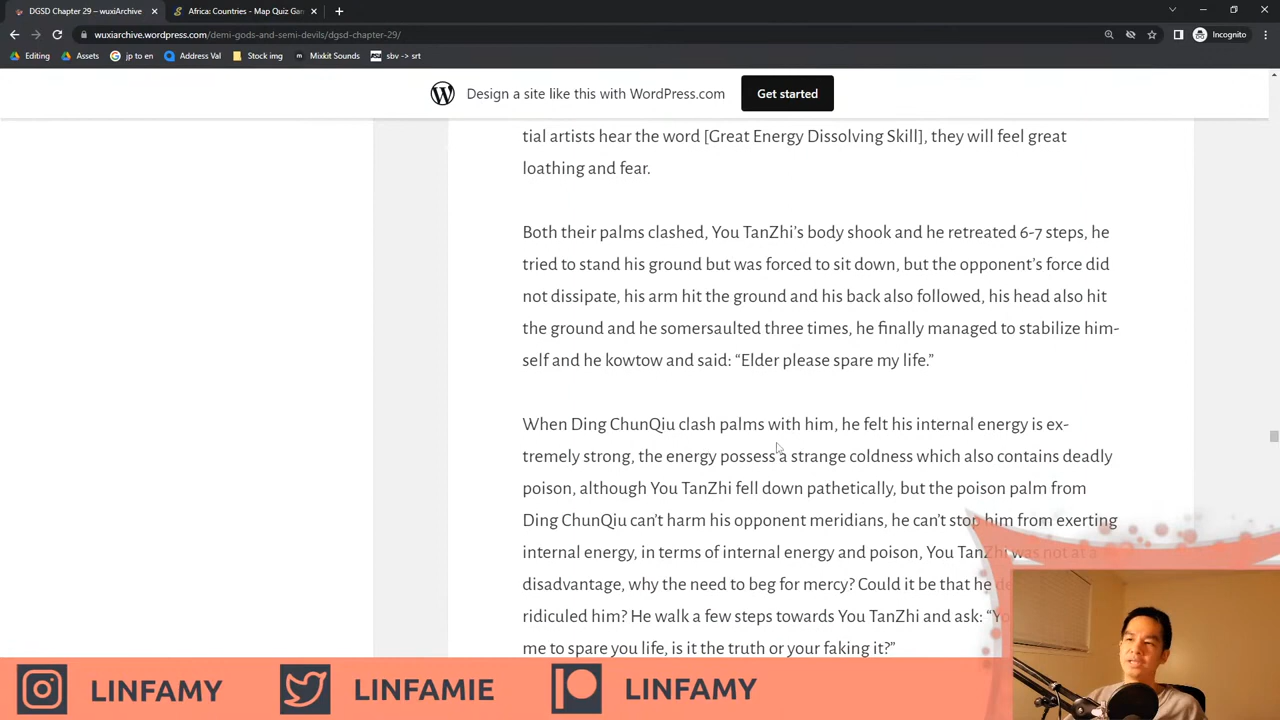 DGSD Chapter 29 – wuxiArchive
Africa: Countries - Map Quiz Gam
wuxiArchive.wordpress.com/demi-gods-and-semi-devils/dgsd-chapter-29/
Incognito
Editing
Assets
jp to en
Address Val
Stock img
Mixkit Sounds
sbv -> srt
Design a site like this with WordPress.com
Get started
tial artists hear the word [Great Energy Dissolving Skill], they will feel great
loathing and fear.
Both their palms clashed, You TanZhi's body shook and he retreated 6-7 steps, he
tried to stand his ground but was forced to sit down, but the opponent's force did
not dissipate, his arm hit the ground and his back also followed, his head also hit
the ground and he somersaulted three times, he finally managed to stabilize him-
self and he kowtow and said: “Elder please spare my life.”
When Ding ChunQiu clash palms with him, he felt his internal energy is ex-
tremely strong, the energy possess a strange coldness which also contains deadly
poison, although You TanZhi fell down pathetically, but the poison palm from
Ding ChunQiu can't harm his opponent meridians, he can't stop him from exerting
internal energy, in terms of internal energy and poison, You TanZhi was not at a
disadvantage, why the need to beg for mercy? Could it be that he
ridiculed him? He walk a few steps towards You TanZhi and ask:
me to spare you life, is it the truth or your faking it?”
LINFAMY
LINFAMIE
LINFAMY